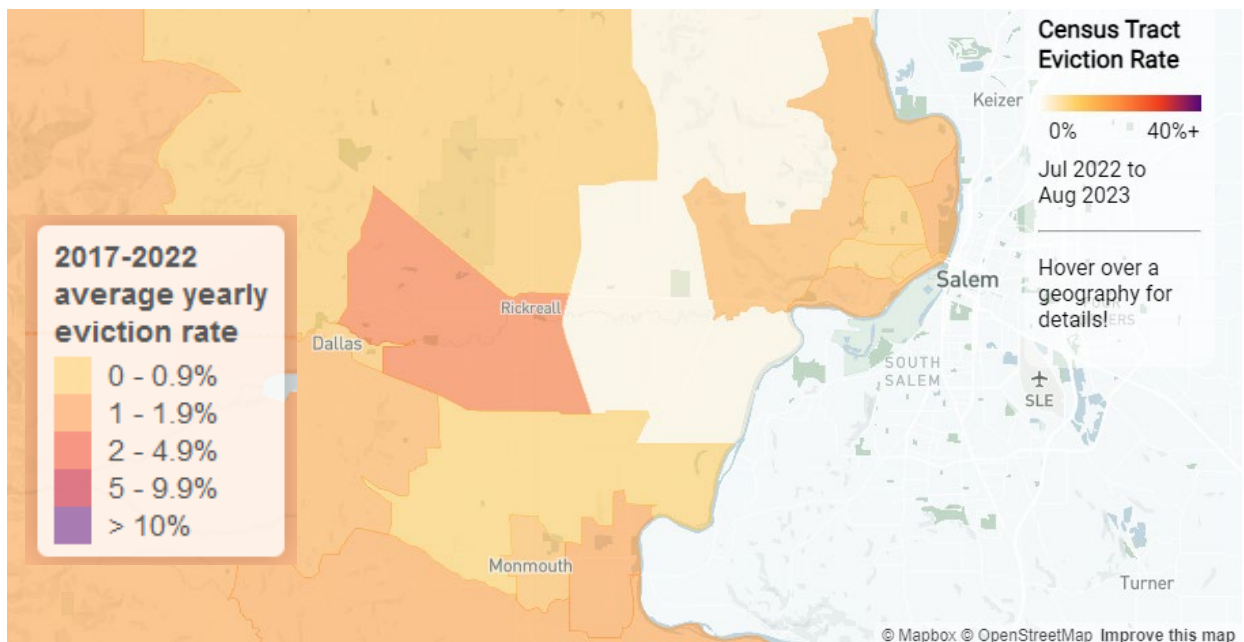 Census Tract
Eviction Rate
0% 40%+
Jul 2022 to
Aug 2023
Hover over a
geography for
details!
Keizer
Salem
SOUTH
SALEM
SLE
Turner
2017-2022
average yearly
eviction rate
0 - 0.9%
1 - 1.9%
2 - 4.9%
5 - 9.9%
> 10%
Rickreall
Dallas
Monmouth
© Mapbox © OpenStreetMap Improve this map